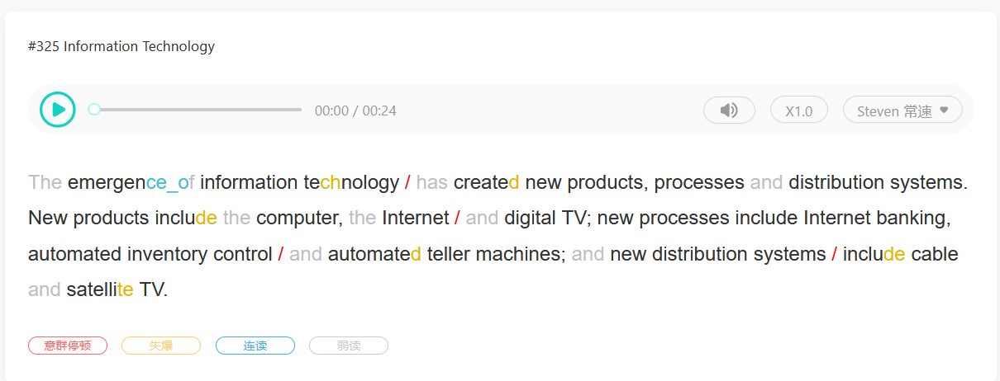 #325 Information Technology
00:00 / 00:24 X1.0 Steven 常速
The emergence_of information technology / has created new products, processes and distribution systems.
New products include the computer, the Internet / and digital TV; new processes include Internet banking,
automated inventory control / and automated teller machines; and new distribution systems / include cable
and satellite TV.
意群停顿 失爆 连读 弱读